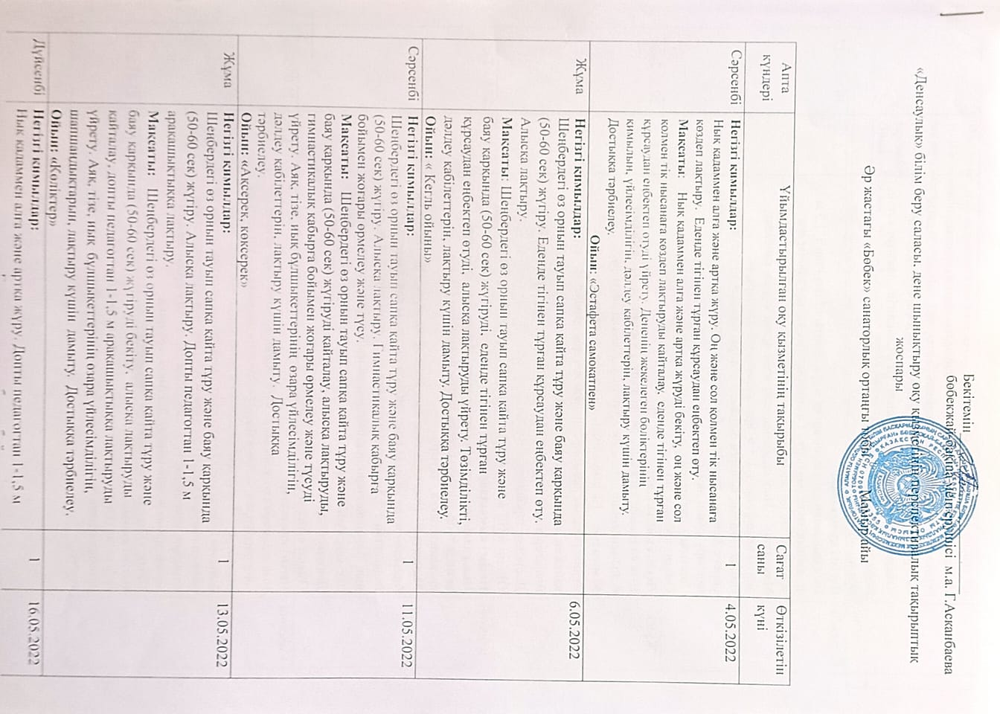 Бекітемін
бөбекжай бақша меңгерушісі м.а. Г.Асканбаева
«Денсаулық» білім беру саласы, дене шынықтыру оқу қызметінің перспективалық тақырыптық
жоспары
Әр жастағы «Бөбек» санаторлық ортаңғы тобы Мамыр айы
Апта күндері
Ұйымдастырылған оқу қызметінің тақырыбы
Сағат саны
Өткізілетін күні
Сәрсенбі
Негізгі қимылдар:
Нық қадаммен алға және артқа жүру. Оң және сол қолмен тік нысанаға
көздеп лақтыру. Еденде тігінен тұрған құрсаудан еңбектеп өту.
Мақсаты: Нық қадаммен алға және артқа жүруді бекіту, оң және сол
қолмен тік нысанаға көздеп лақтыруды қайталау, еденде тігінен тұрған
құрсаудан еңбектеп өтуді үйрету. Дененің жекелеген бөліктерінің
қимылын, үйлесімділігін, дәлдеу қабілеттерін, лақтыру күшін дамыту.
Достыққа тәрбиелеу.
Ойын: «Эстафета самокатпен»
1
4.05.2022
Жұма
Негізгі қимылдар:
Шеңбердегі өз орнын тауып сапқа қайта тұру және баяу қарқында
(50-60 сек) жүгіру. Еденде тігінен тұрған құрсаудан еңбектеп өту.
Алысқа лақтыру.
Мақсаты: Шеңбердегі өз орнын тауып сапқа қайта тұру және
баяу қарқында (50-60 сек) жүгіруді, еденде тігінен тұрған
құрсаудан еңбектеп өтуді, алысқа лақтыруды үйрету. Төзімділікті,
дәлдеу қабілеттерін, лақтыру күшін дамыту. Достыққа тәрбиелеу.
Ойын: « Кегль ойыны»
6.05.2022
Сәрсенбі
Негізгі қимылдар:
Шеңбердегі өз орнын тауып сапқа қайта тұру және баяу қарқында
(50-60 сек) жүгіру. Алысқа лақтыру. Гимнастикалық қабырға
бойымен жоғары өрмелеу және түсу.
Мақсаты: Шеңбердегі өз орнын тауып сапқа қайта тұру және
баяу қарқында (50-60 сек) жүгіруді қайталау, алысқа лақтыруды,
гимнастикалық қабырға бойымен жоғары өрмелеу және түсуді
үйрету. Аяқ, тізе, иық бұлшықеттерінің өзара үйлесімділігін,
дәлдеу қабілеттерін, лақтыру күшін дамыту. Достыққа
тәрбиелеу.
Ойын: «Ақсерек, көксерек»
1
11.05.2022
Жұма
Негізгі қимылдар:
Шеңбердегі өз орнын тауып сапқа қайта тұру және баяу қарқында
(50-60 сек) жүгіру. Алысқа лақтыру. Допты педагогтан 1-1,5 м
арақашықтыққа лақтыру.
Мақсаты: Шеңбердегі өз орнын тауып сапқа қайта тұру және
баяу қарқында (50-60 сек) жүгіруді бекіту, алысқа лақтыруды
қайталау, допты педагогтан 1-1,5 м арақашықтыққа лақтыруды
үйрету. Аяқ, тізе, иық бұлшықеттерінің өзара үйлесімділігін,
шапшаңдықтарын, лақтыру күшін дамыту. Достыққа тәрбиелеу.
Ойын: «Көліктер»
1
13.05.2022
Дүйсенбі
Негізгі қимылдар:
Нық қадаммен алға және артқа жүру. Допты педагогтан 1-1,5 м
1
16.05.2022